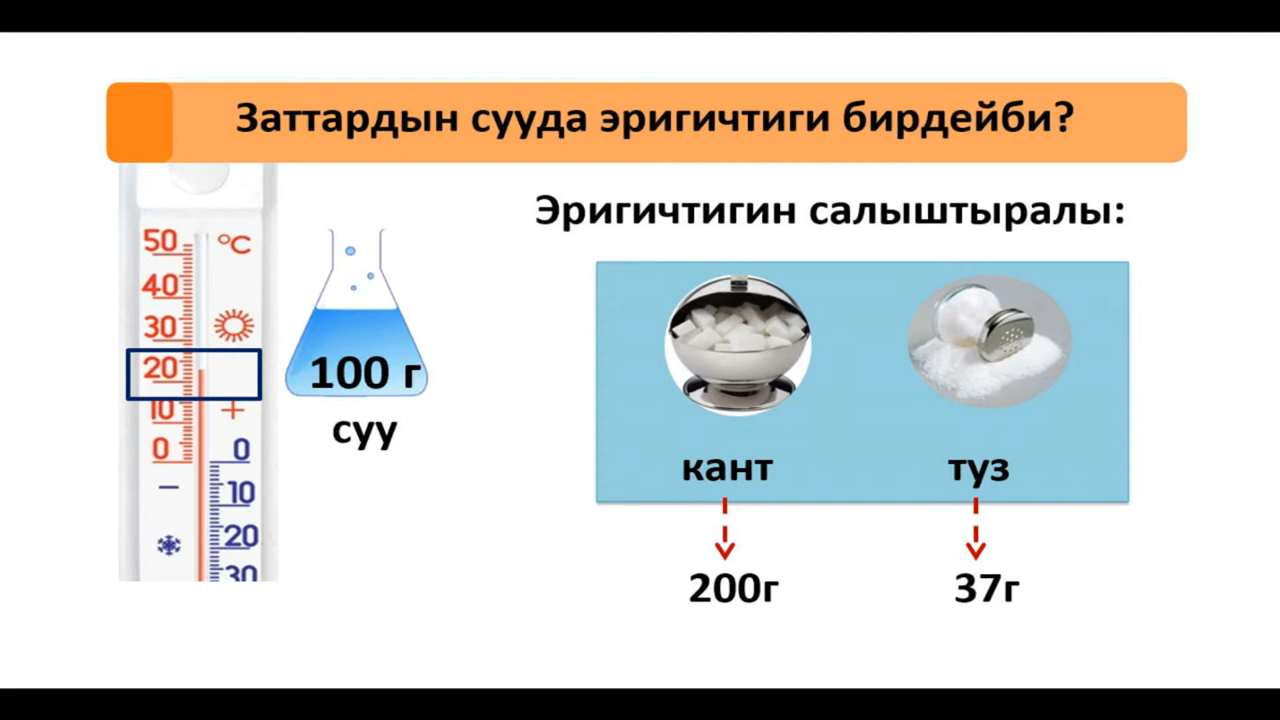 Заттардын сууда эригичтиги бирдейби?
Эригичтигин салыштыралы:
50 °C
40
30
20
10 +
0 0
− 10
20
30
100 г
суу
кант туз
200г 37г